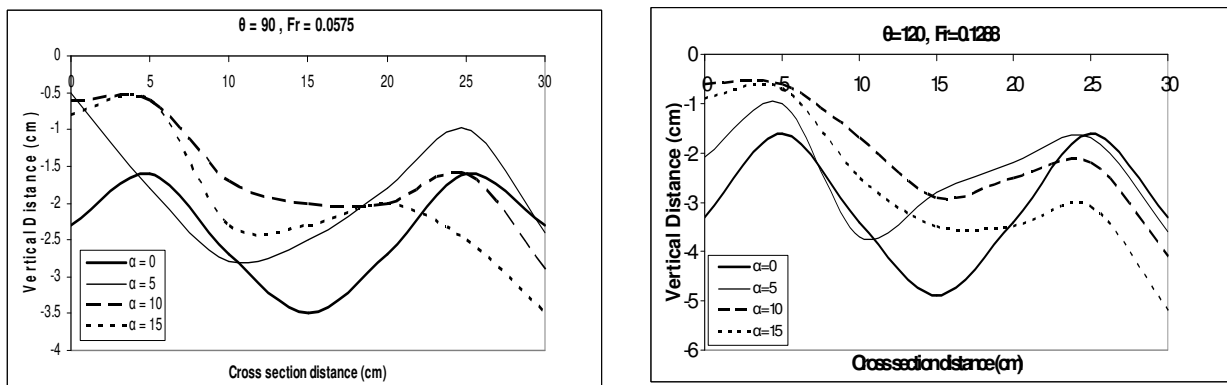 θ = 90 , Fr = 0.0575
0
0 5 10 15 20 25 30
-0.5
-1
-1.5
-2
-2.5
-3
-3.5
-4
Vertical Distance (cm)
α = 0
α = 5
α = 10
α = 15
Cross section distance (cm)
θ=120, Fr=0.1288
0
0 5 10 15 20 25 30
-1
-2
-3
-4
-5
-6
Vertical Distance (cm)
α=0
α=5
α=10
α=15
Cross section distance (cm)